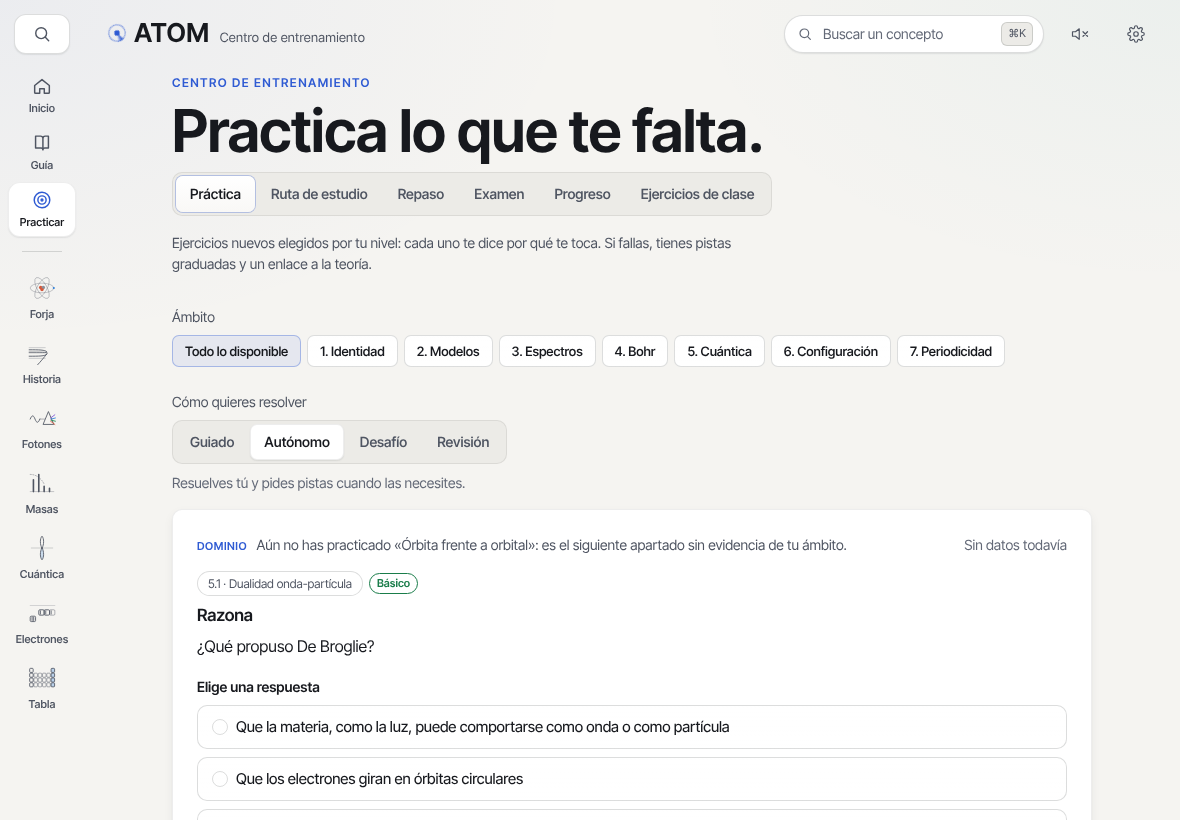 ATOM Centro de entrenamiento
Buscar un concepto ⌘K
Inicio
Guía
Practicar
Forja
Historia
Fotones
Masas
Cuántica
Electrones
Tabla
CENTRO DE ENTRENAMIENTO
Practica lo que te falta.
Práctica Ruta de estudio Repaso Examen Progreso Ejercicios de clase
Ejercicios nuevos elegidos por tu nivel: cada uno te dice por qué te toca. Si fallas, tienes pistas
graduadas y un enlace a la teoría.
Ámbito
Todo lo disponible 1. Identidad 2. Modelos 3. Espectros 4. Bohr 5. Cuántica 6. Configuración 7. Periodicidad
Cómo quieres resolver
Guiado Autónomo Desafío Revisión
Resuelves tú y pides pistas cuando las necesites.
DOMINIO Aún no has practicado «Órbita frente a orbital»: es el siguiente apartado sin evidencia de tu ámbito. Sin datos todavía
5.1 · Dualidad onda-partícula Básico
Razona
¿Qué propuso De Broglie?
Elige una respuesta
Que la materia, como la luz, puede comportarse como onda o como partícula
Que los electrones giran en órbitas circulares